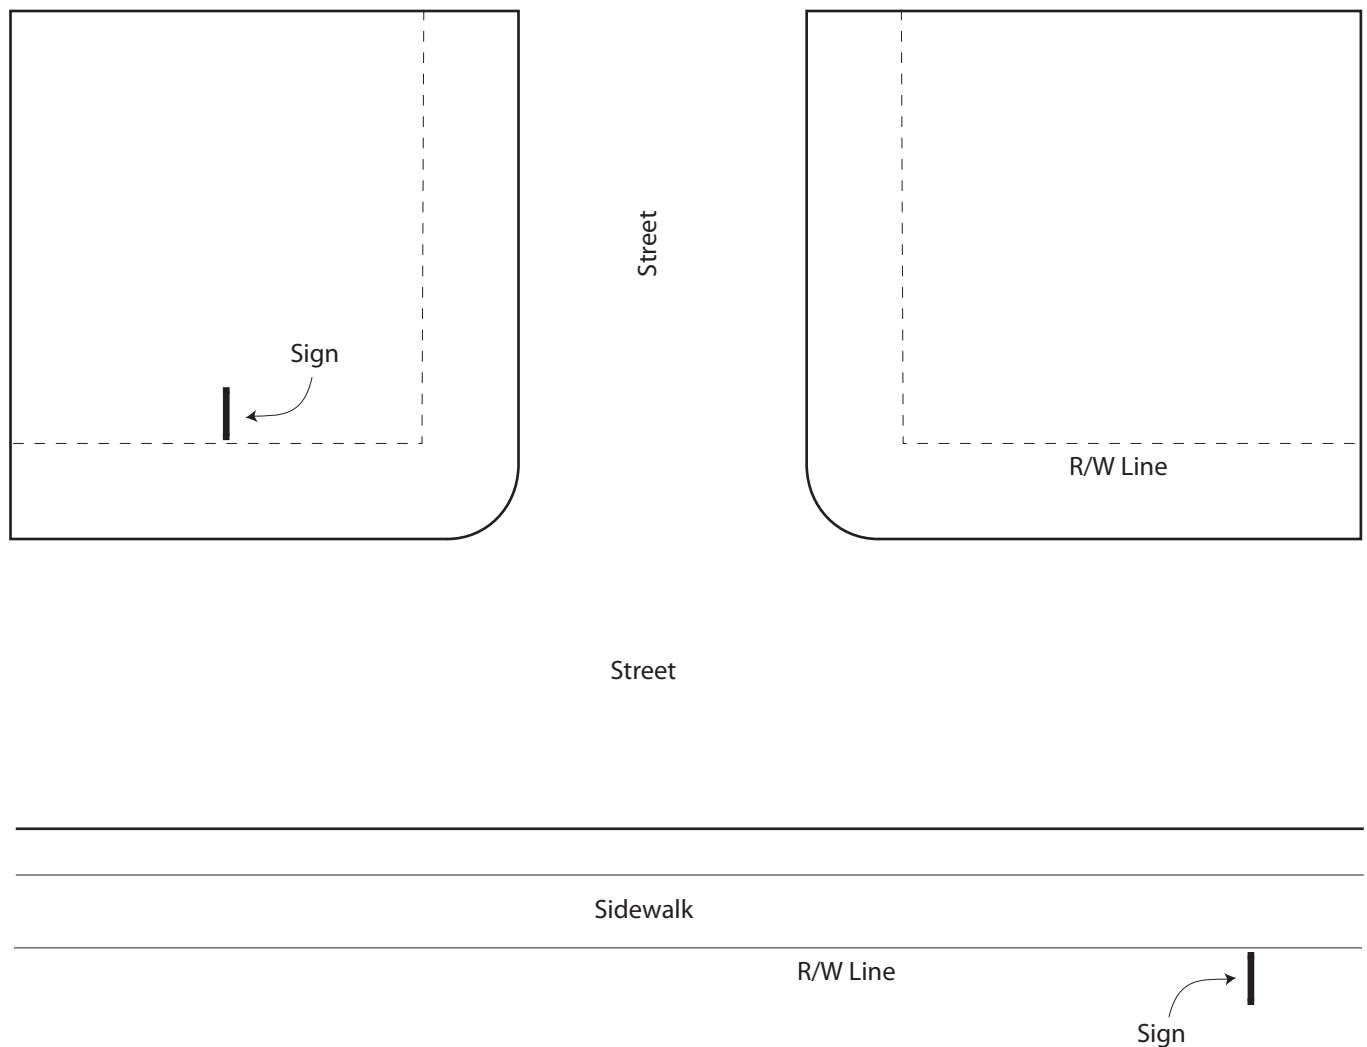 Street
Sign
R/W Line
Street
Sidewalk
R/W Line
Sign